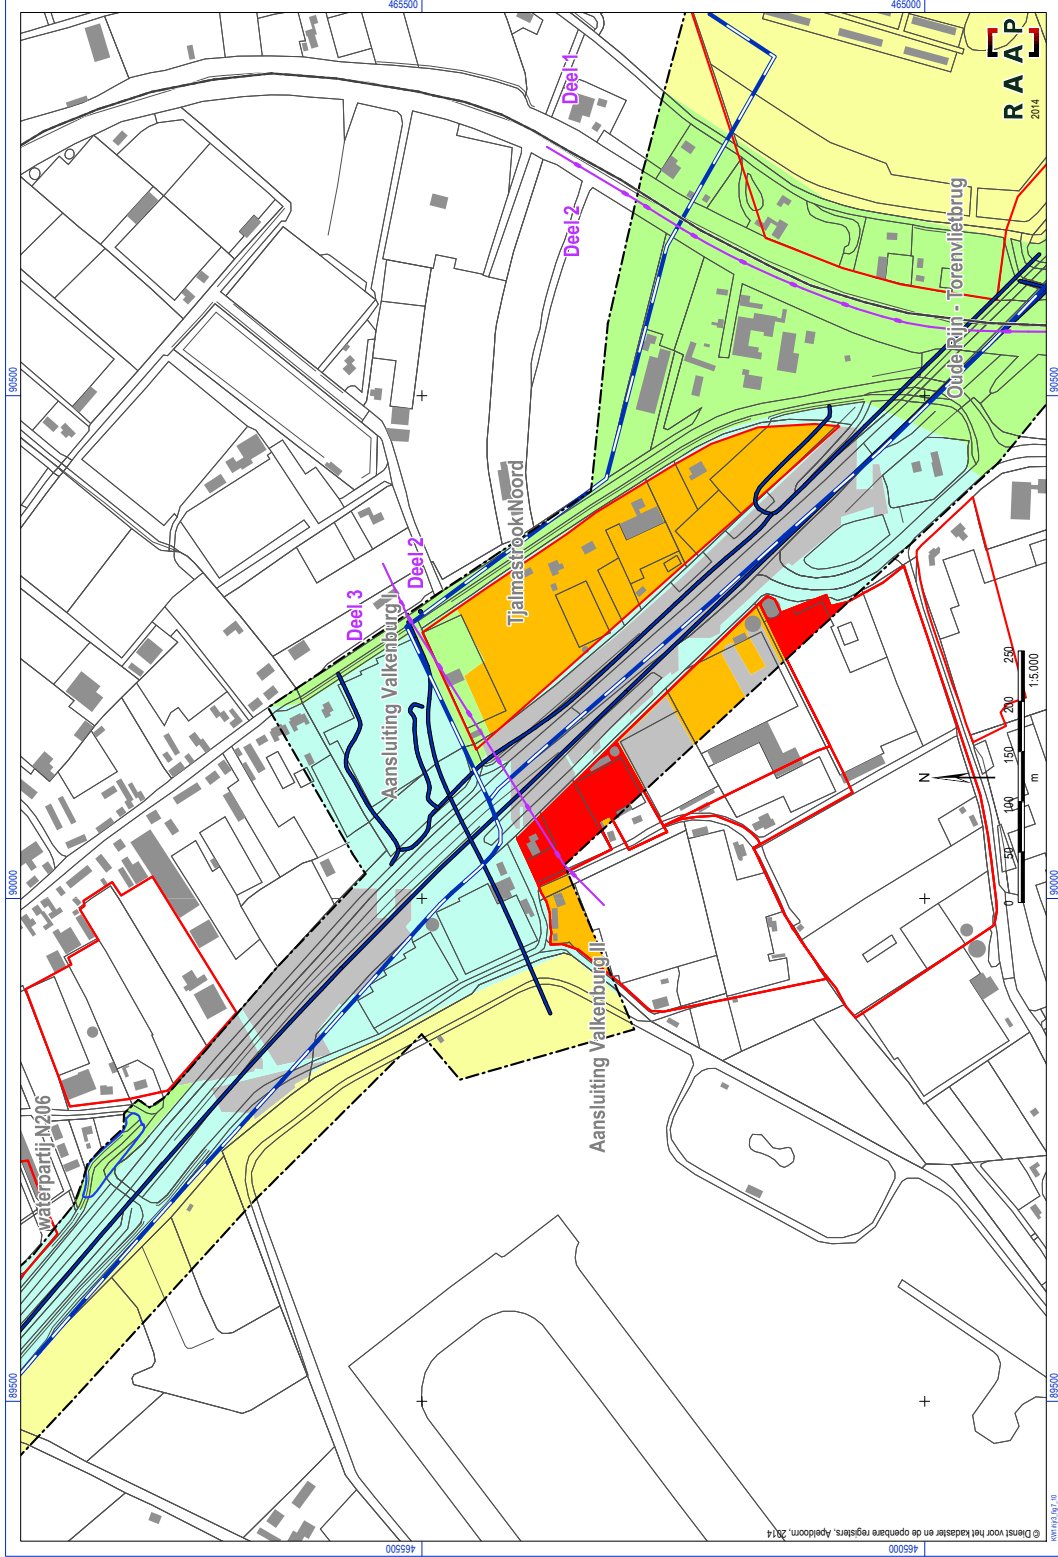 465500
465000
90500
90500
90000
90000
89500
89500
465500
465000
Deel-1
Deel-2
Deel-2
Deel 3
Oude Rijn - Torenvlietbrug
Tjalmastrook Noord
Aansluiting Valkenburg I
Aansluiting Valkenburg II
waterpartij-N206
RAAP
2014
N
0 50 100 150 200 250
m
1:5.000
© Dienst voor het kadaster en de openbare registers, Apeldoorn, 2014